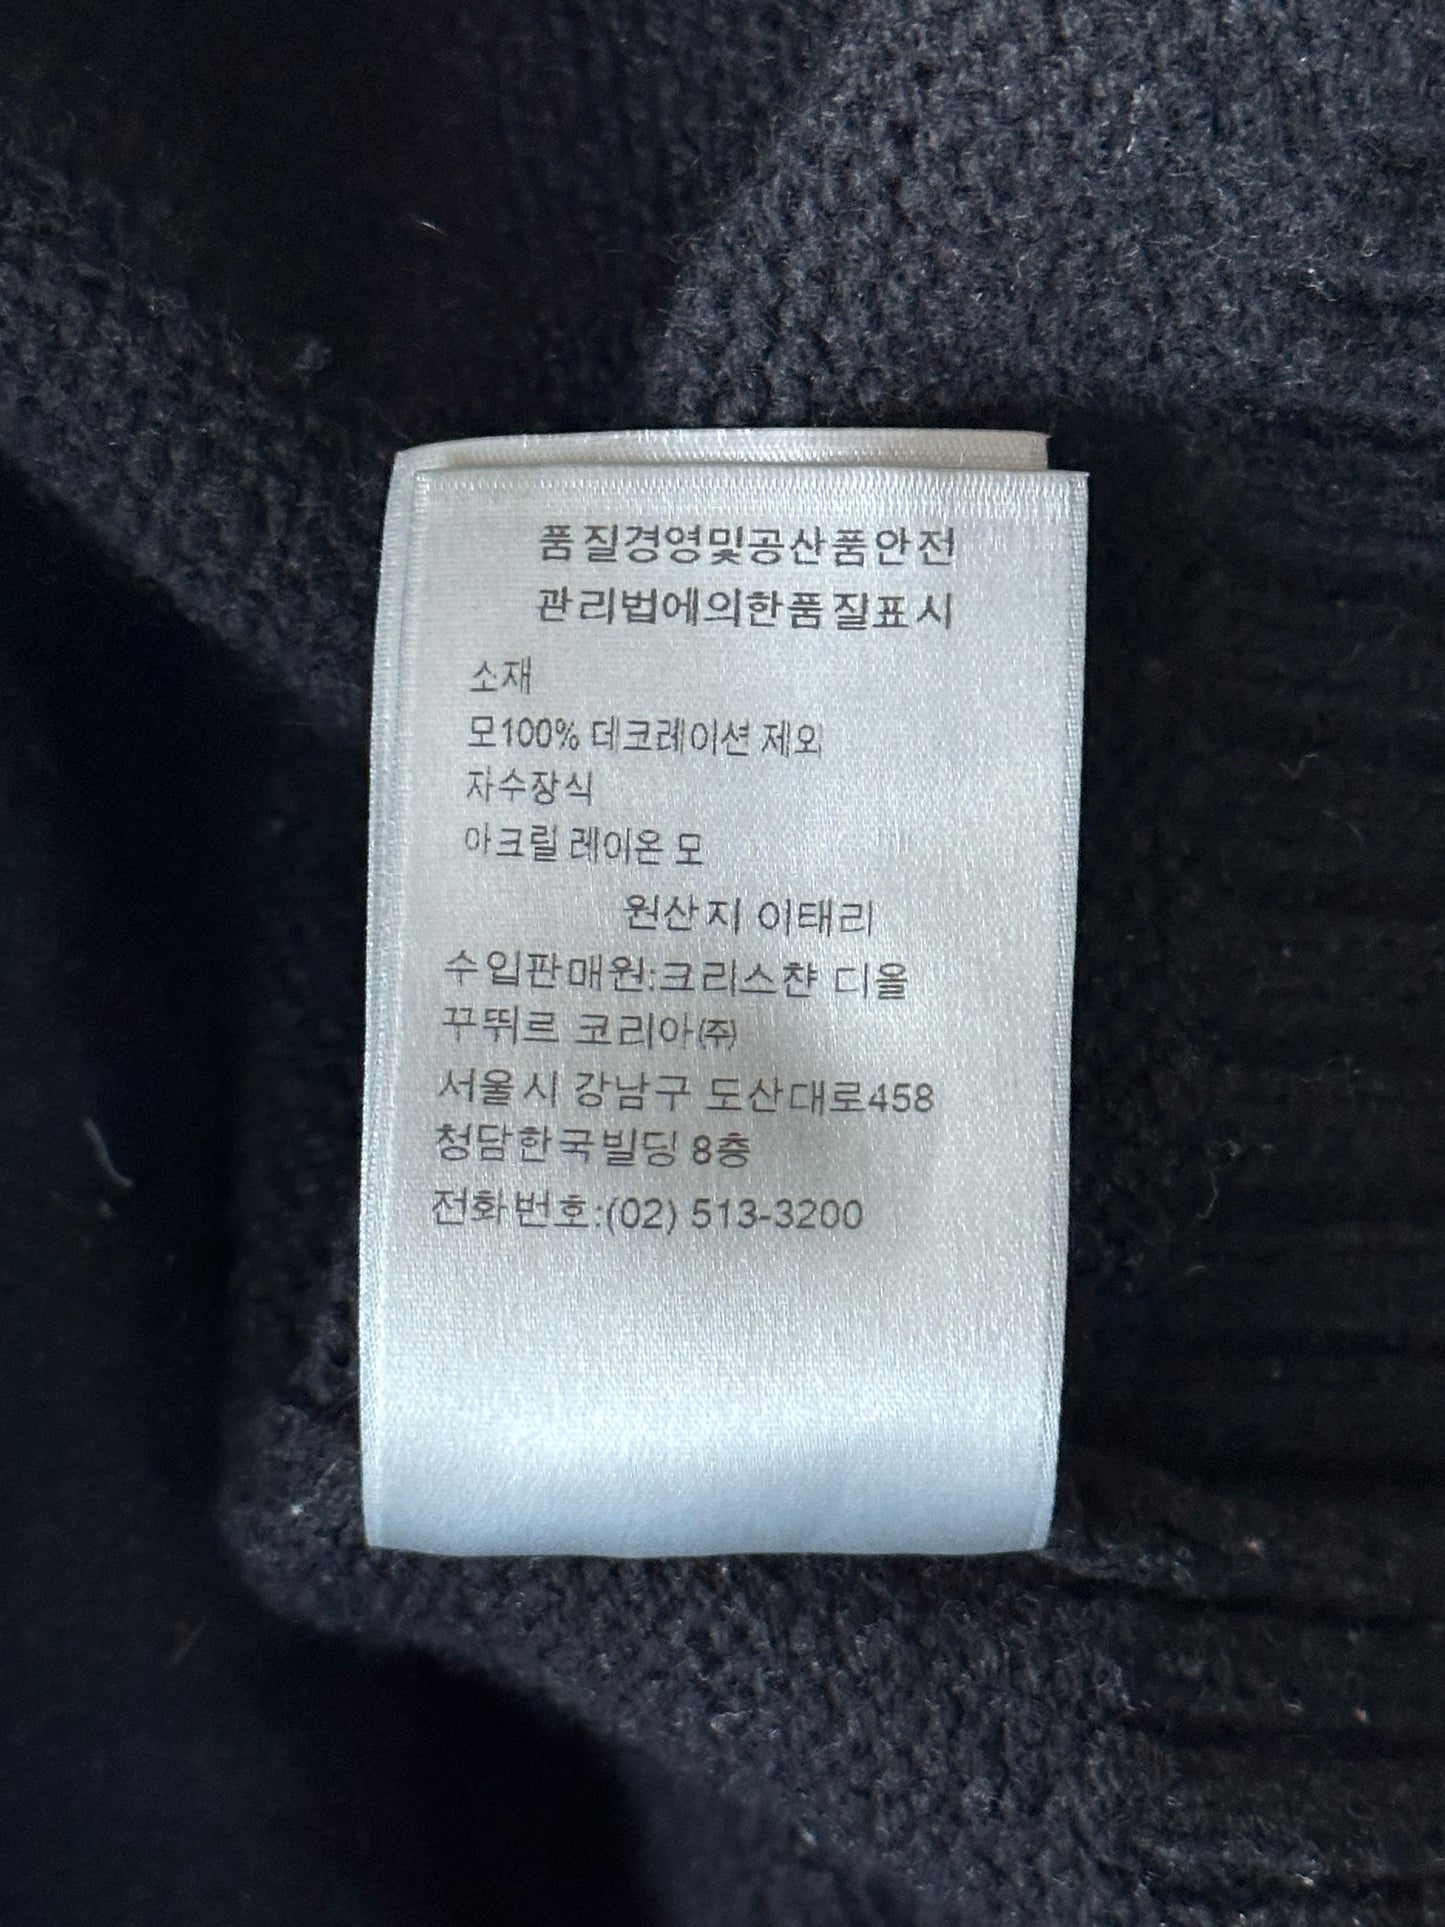 품질경영및공산품안전
관리법에의한품질표시
소재
모100% 데코레이션 제외
자수장식
아크릴 레이온 모
원산지 이태리
수입판매원:크리스챤 디올
꾸뛰르 코리아㈜
서울시 강남구 도산대로458
청담한국빌딩 8층
전화번호:(02) 513-3200